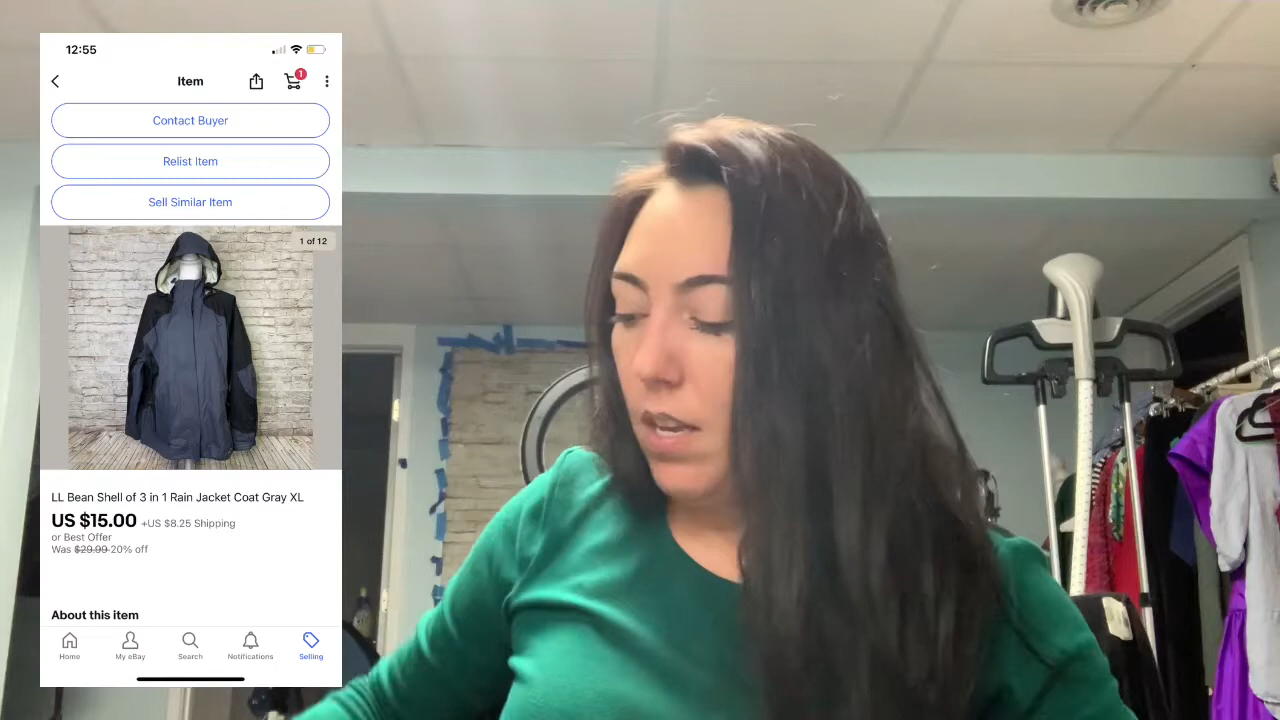 12:55
Item
1
Contact Buyer
Relist Item
Sell Similar Item
1 of 12
LL Bean Shell of 3 in 1 Rain Jacket Coat Gray XL
US $15.00 +US $8.25 Shipping
or Best Offer
Was $29.99 20% off
About this item
Home My eBay Search Notifications Selling